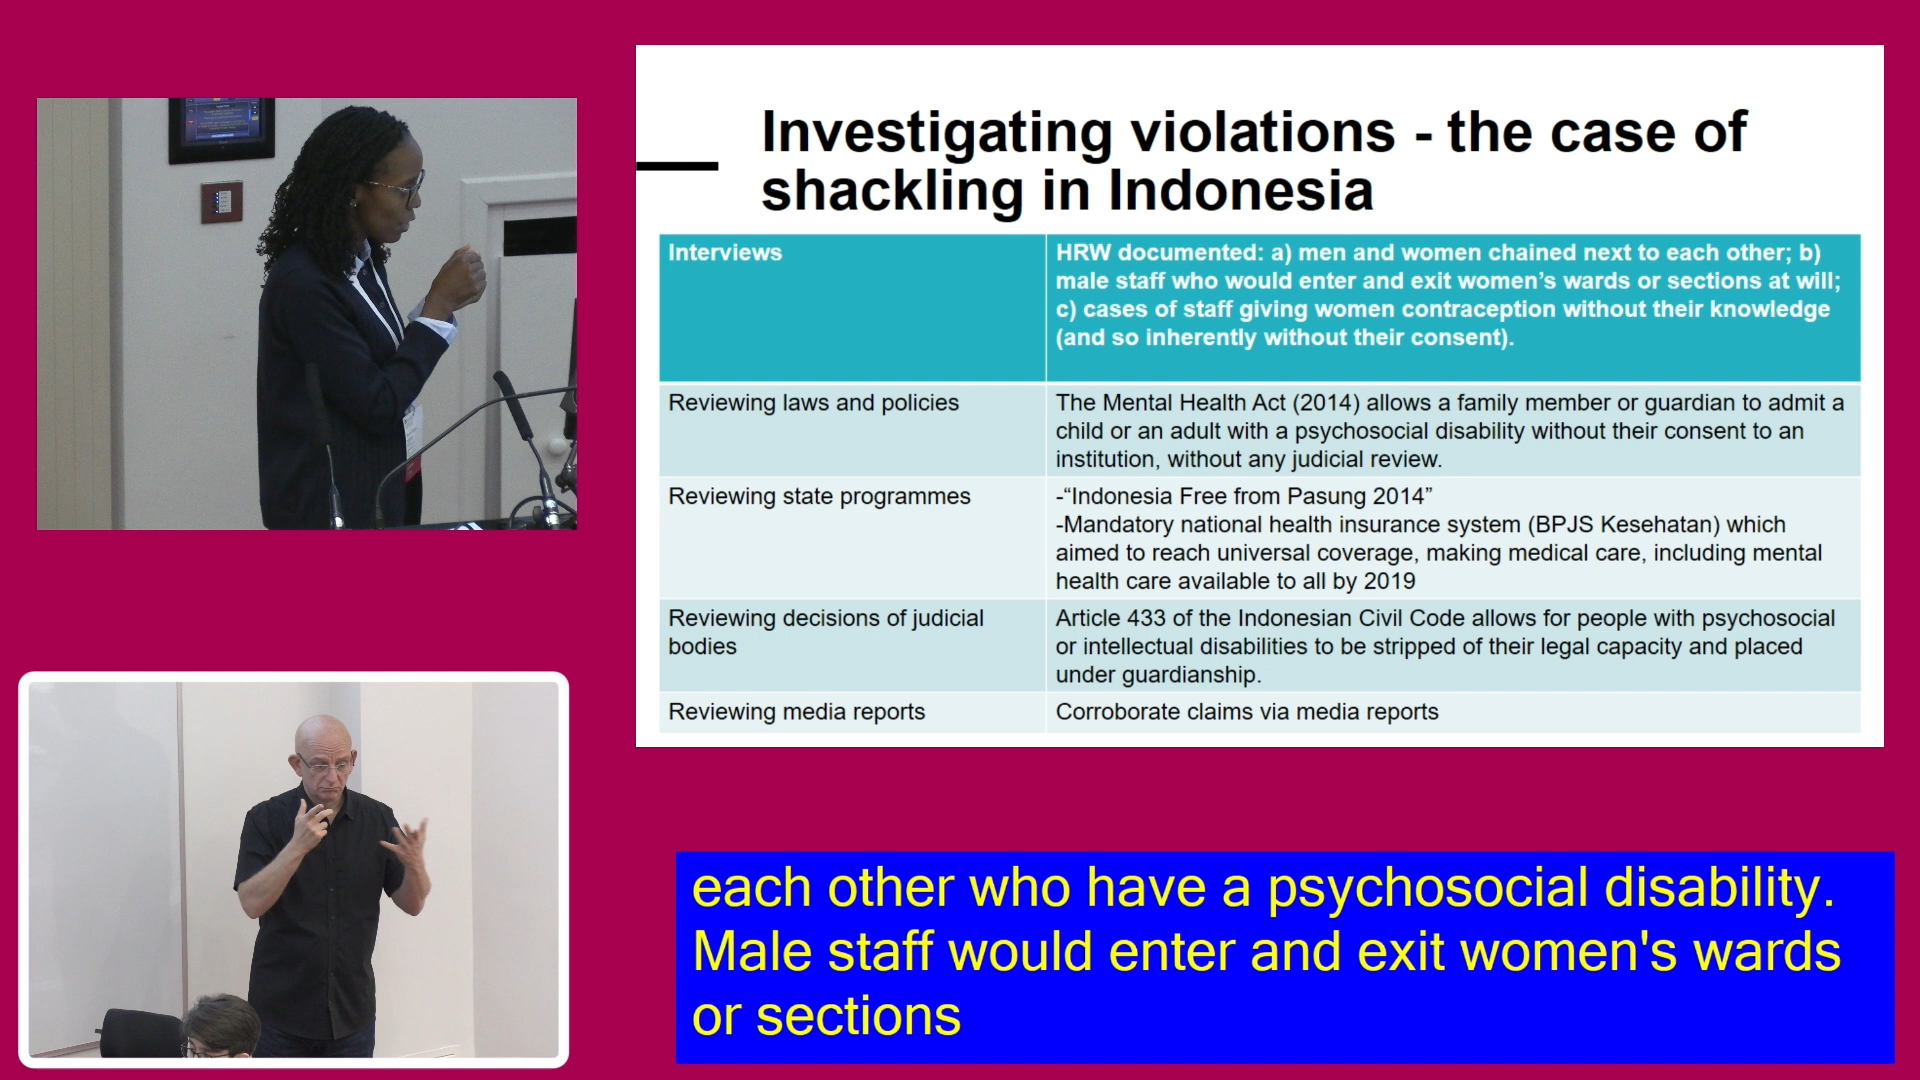 Investigating violations - the case of
shackling in Indonesia
Interviews
HRW documented: a) men and women chained next to each other; b)
male staff who would enter and exit women’s wards or sections at will;
c) cases of staff giving women contraception without their knowledge
(and so inherently without their consent).
Reviewing laws and policies
The Mental Health Act (2014) allows a family member or guardian to admit a
child or an adult with a psychosocial disability without their consent to an
institution, without any judicial review.
Reviewing state programmes
-“Indonesia Free from Pasung 2014”
-Mandatory national health insurance system (BPJS Kesehatan) which
aimed to reach universal coverage, making medical care, including mental
health care available to all by 2019
Reviewing decisions of judicial
bodies
Article 433 of the Indonesian Civil Code allows for people with psychosocial
or intellectual disabilities to be stripped of their legal capacity and placed
under guardianship.
Reviewing media reports
Corroborate claims via media reports
each other who have a psychosocial disability.
Male staff would enter and exit women's wards
or sections